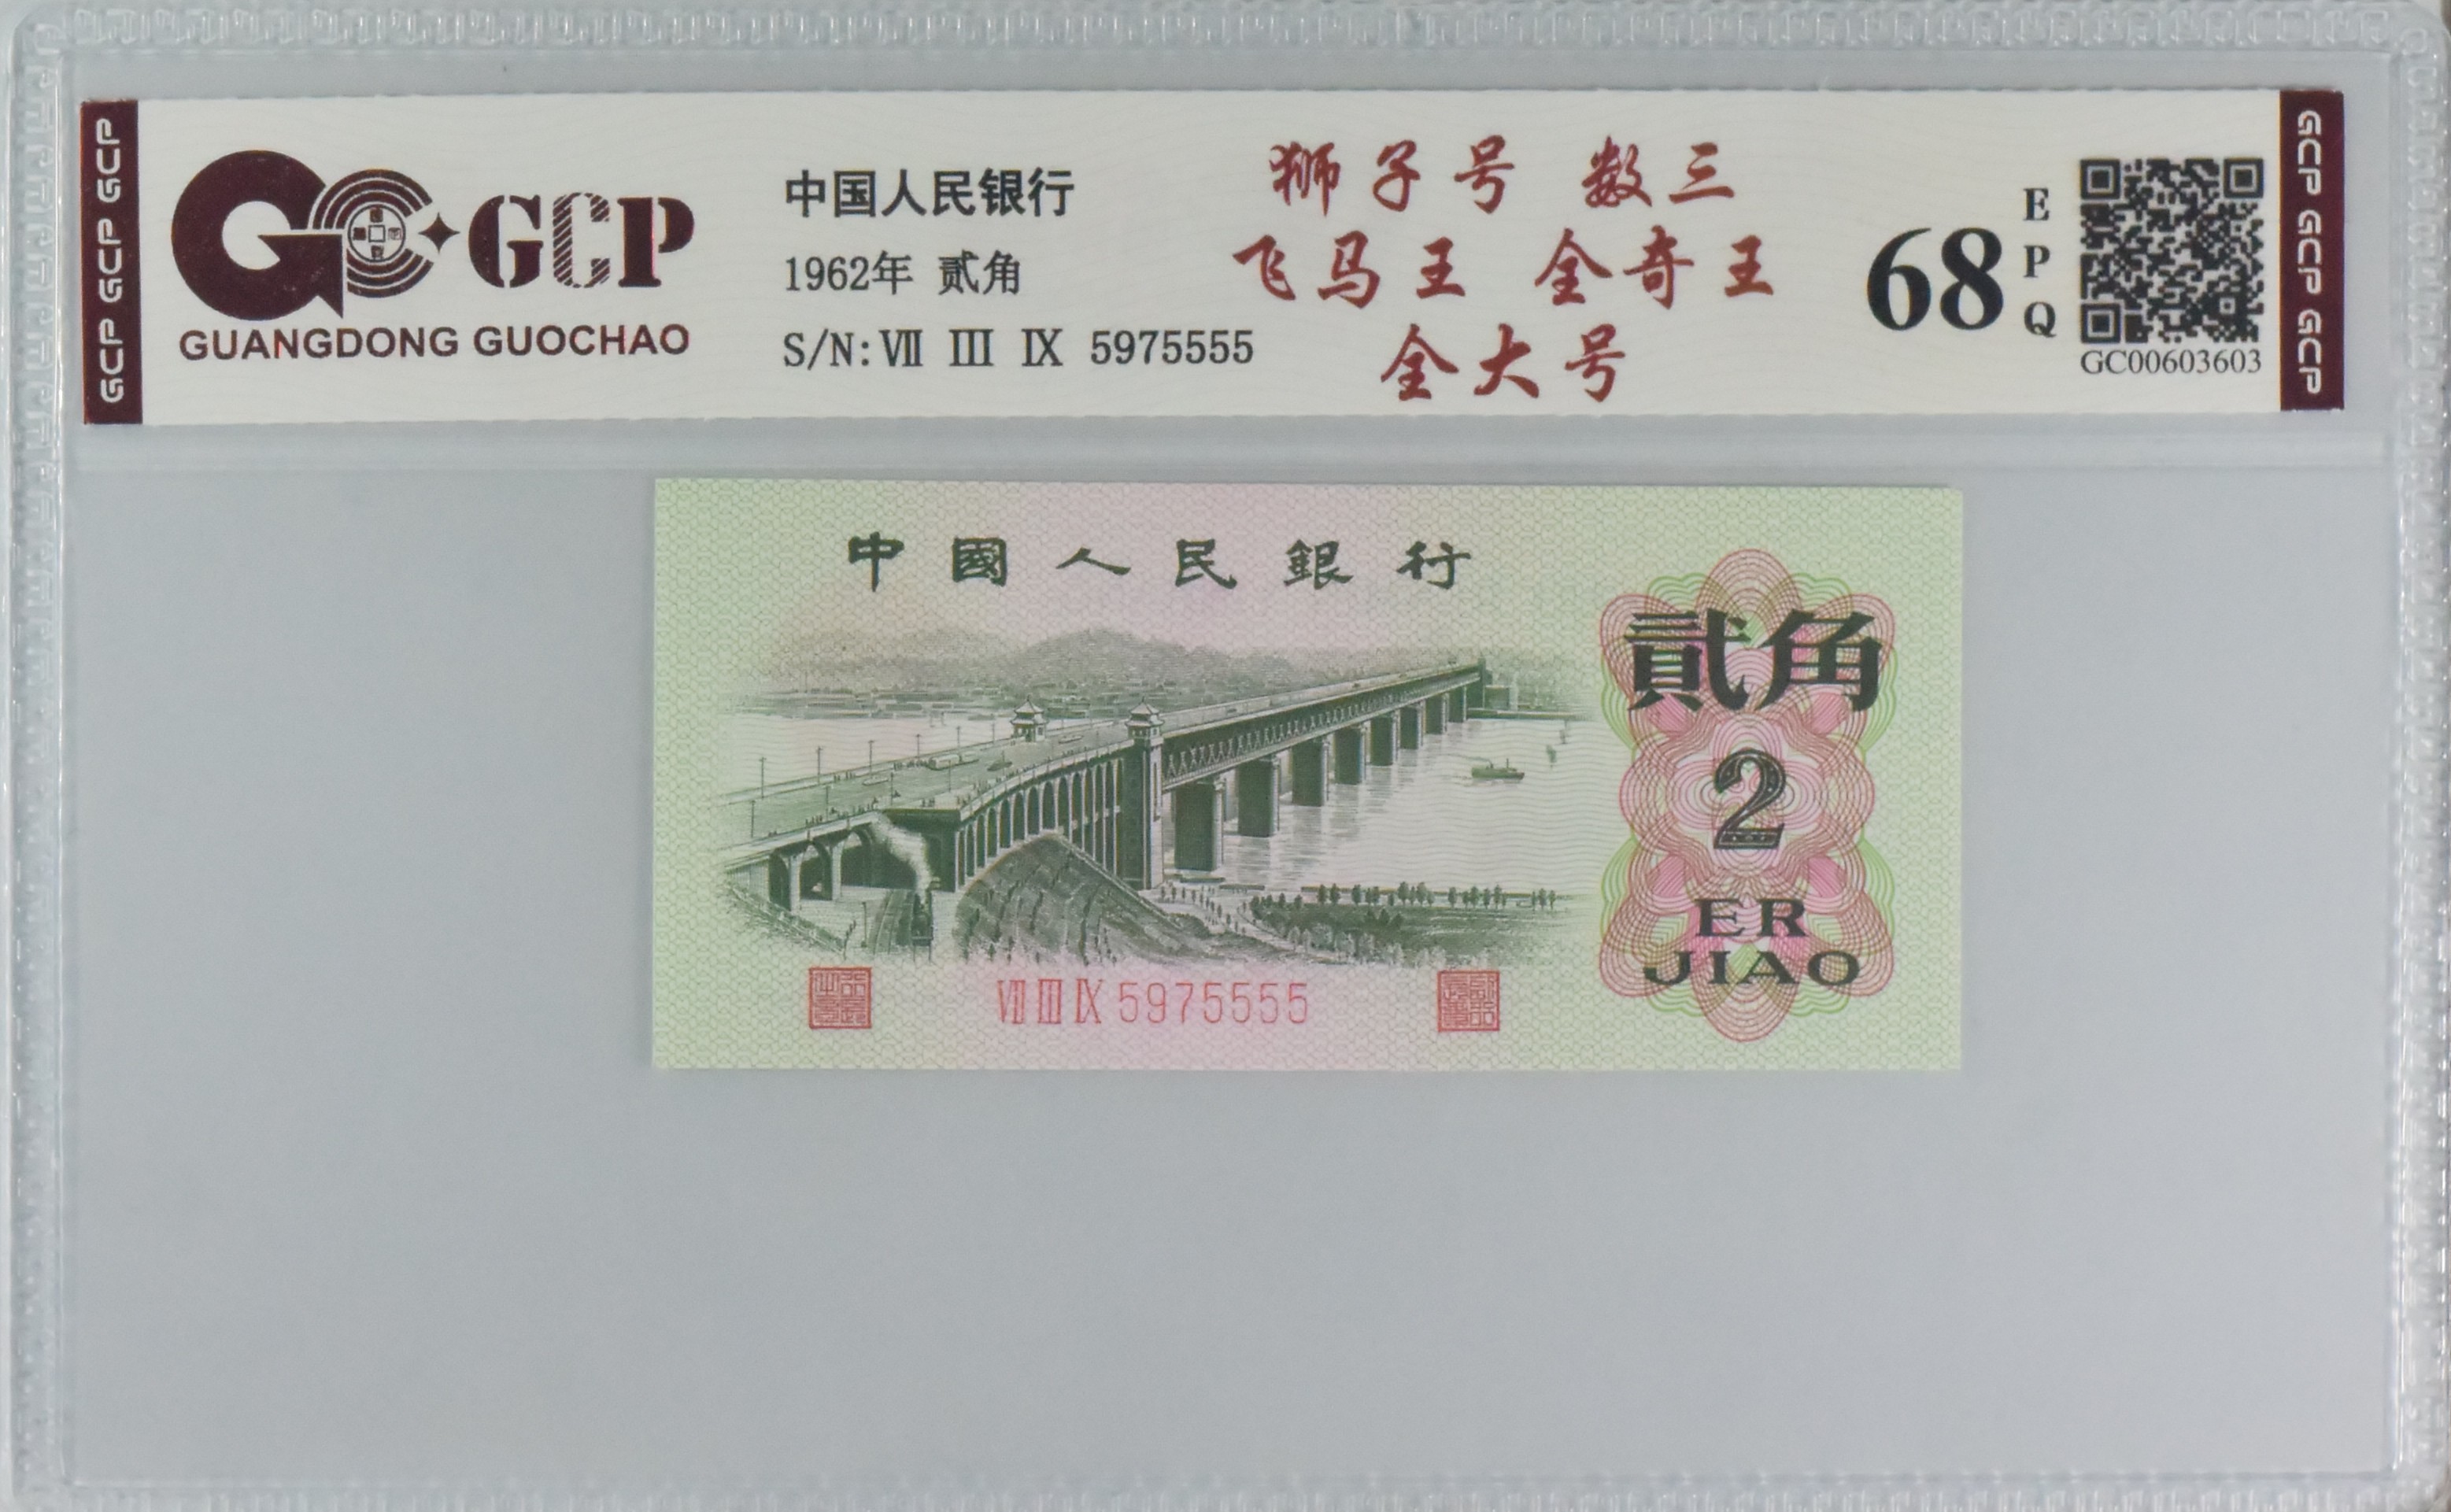 GCP GCP GCP
GCP
GUANGDONG GUOCHAO
中国人民银行
1962年 贰角
S/N: Ⅶ Ⅲ Ⅸ 5975555
狮子号 数三
飞马王 全奇王
全大号
68
EPQ
GC00603603
GCP GCP GCP
中國人民銀行
貳角
2
ER
JIAO
Ⅶ Ⅲ Ⅸ 5975555